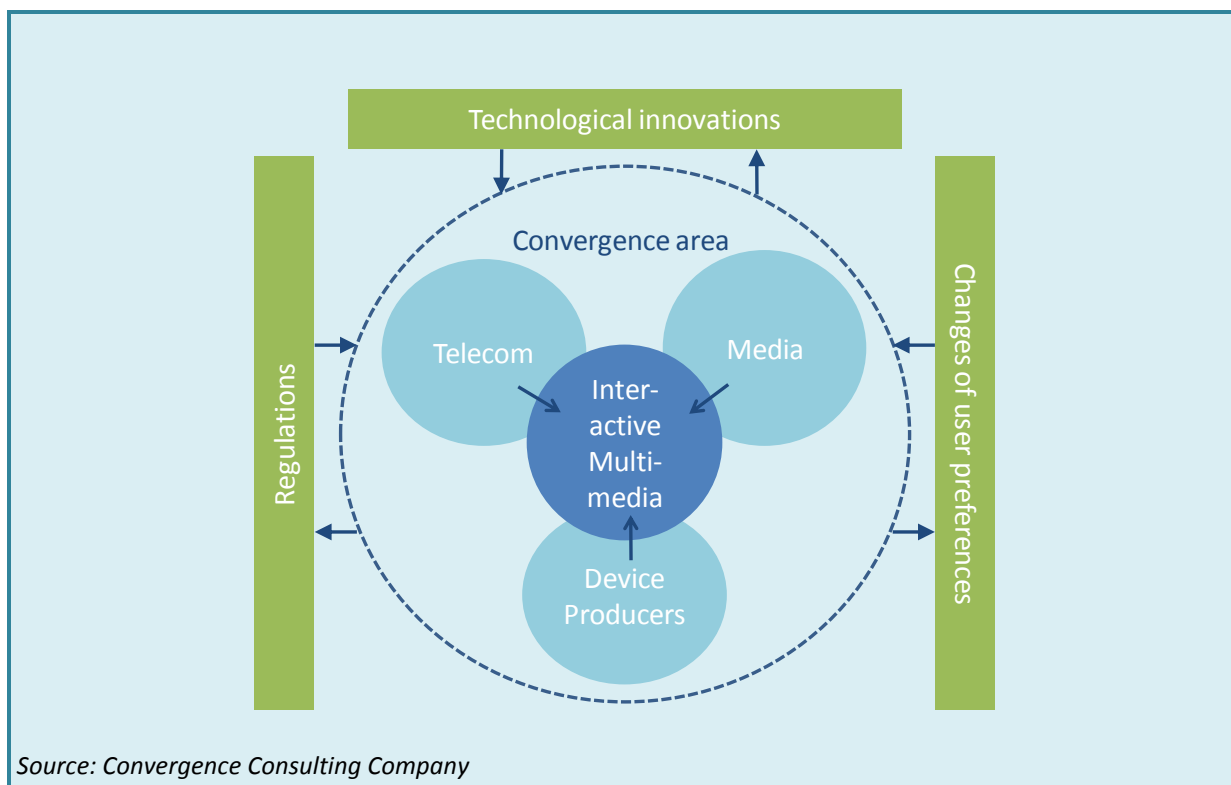 Technological innovations
Convergence area
Regulations
Changes of user preferences
Telecom
Media
Inter-
active
Multi-
media
Device
Producers
Source: Convergence Consulting Company